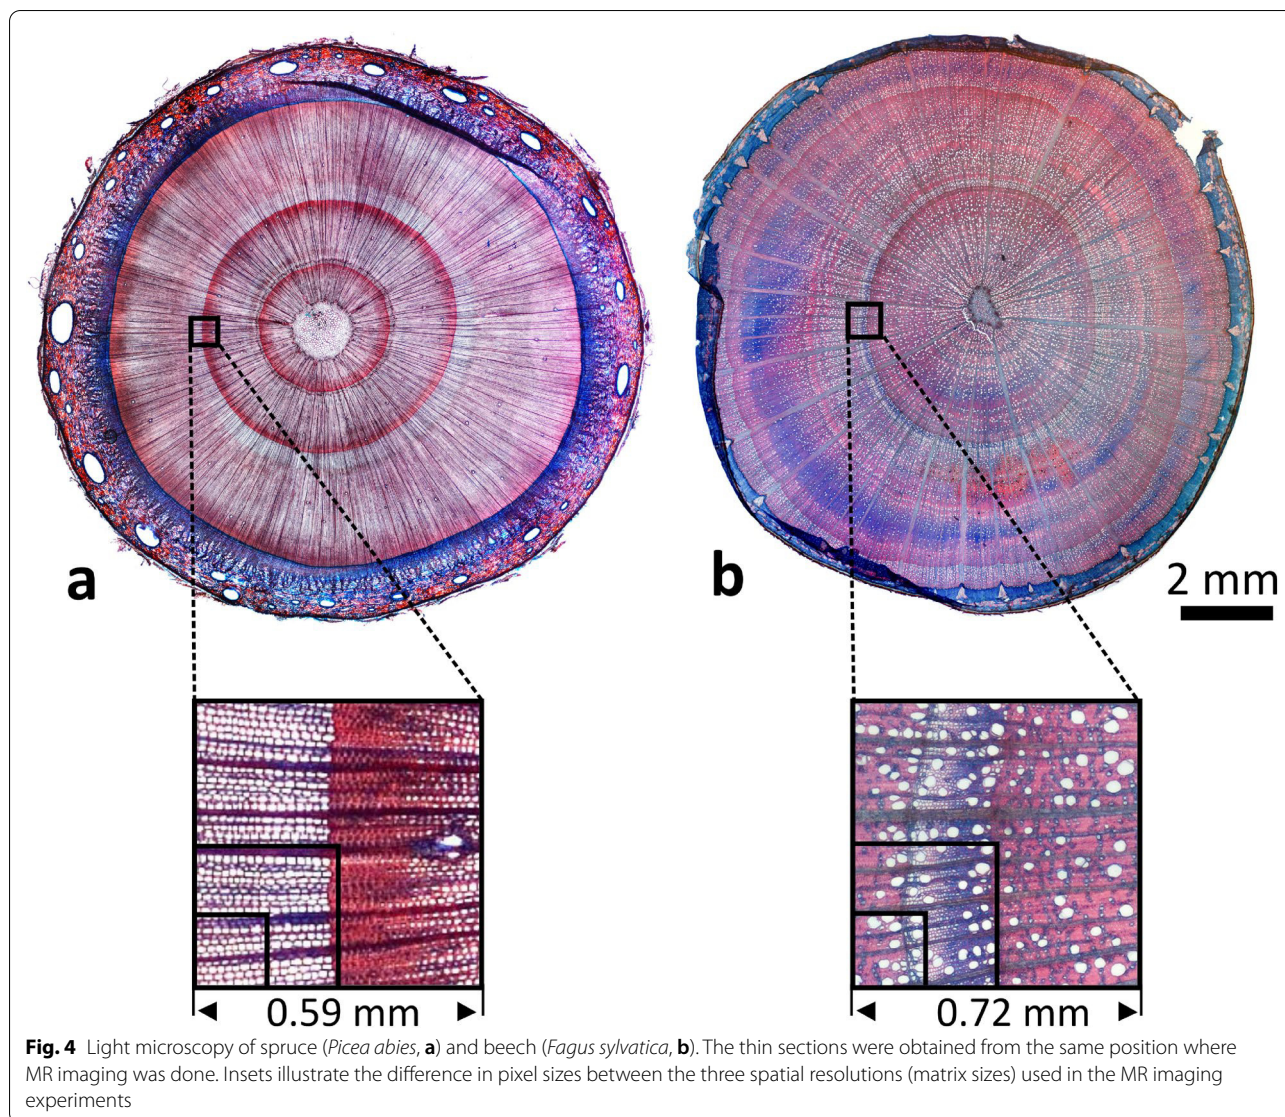 a
b
2 mm
0.59 mm
0.72 mm
Fig. 4 Light microscopy of spruce (Picea abies, a) and beech (Fagus sylvatica, b). The thin sections were obtained from the same position where
MR imaging was done. Insets illustrate the difference in pixel sizes between the three spatial resolutions (matrix sizes) used in the MR imaging
experiments